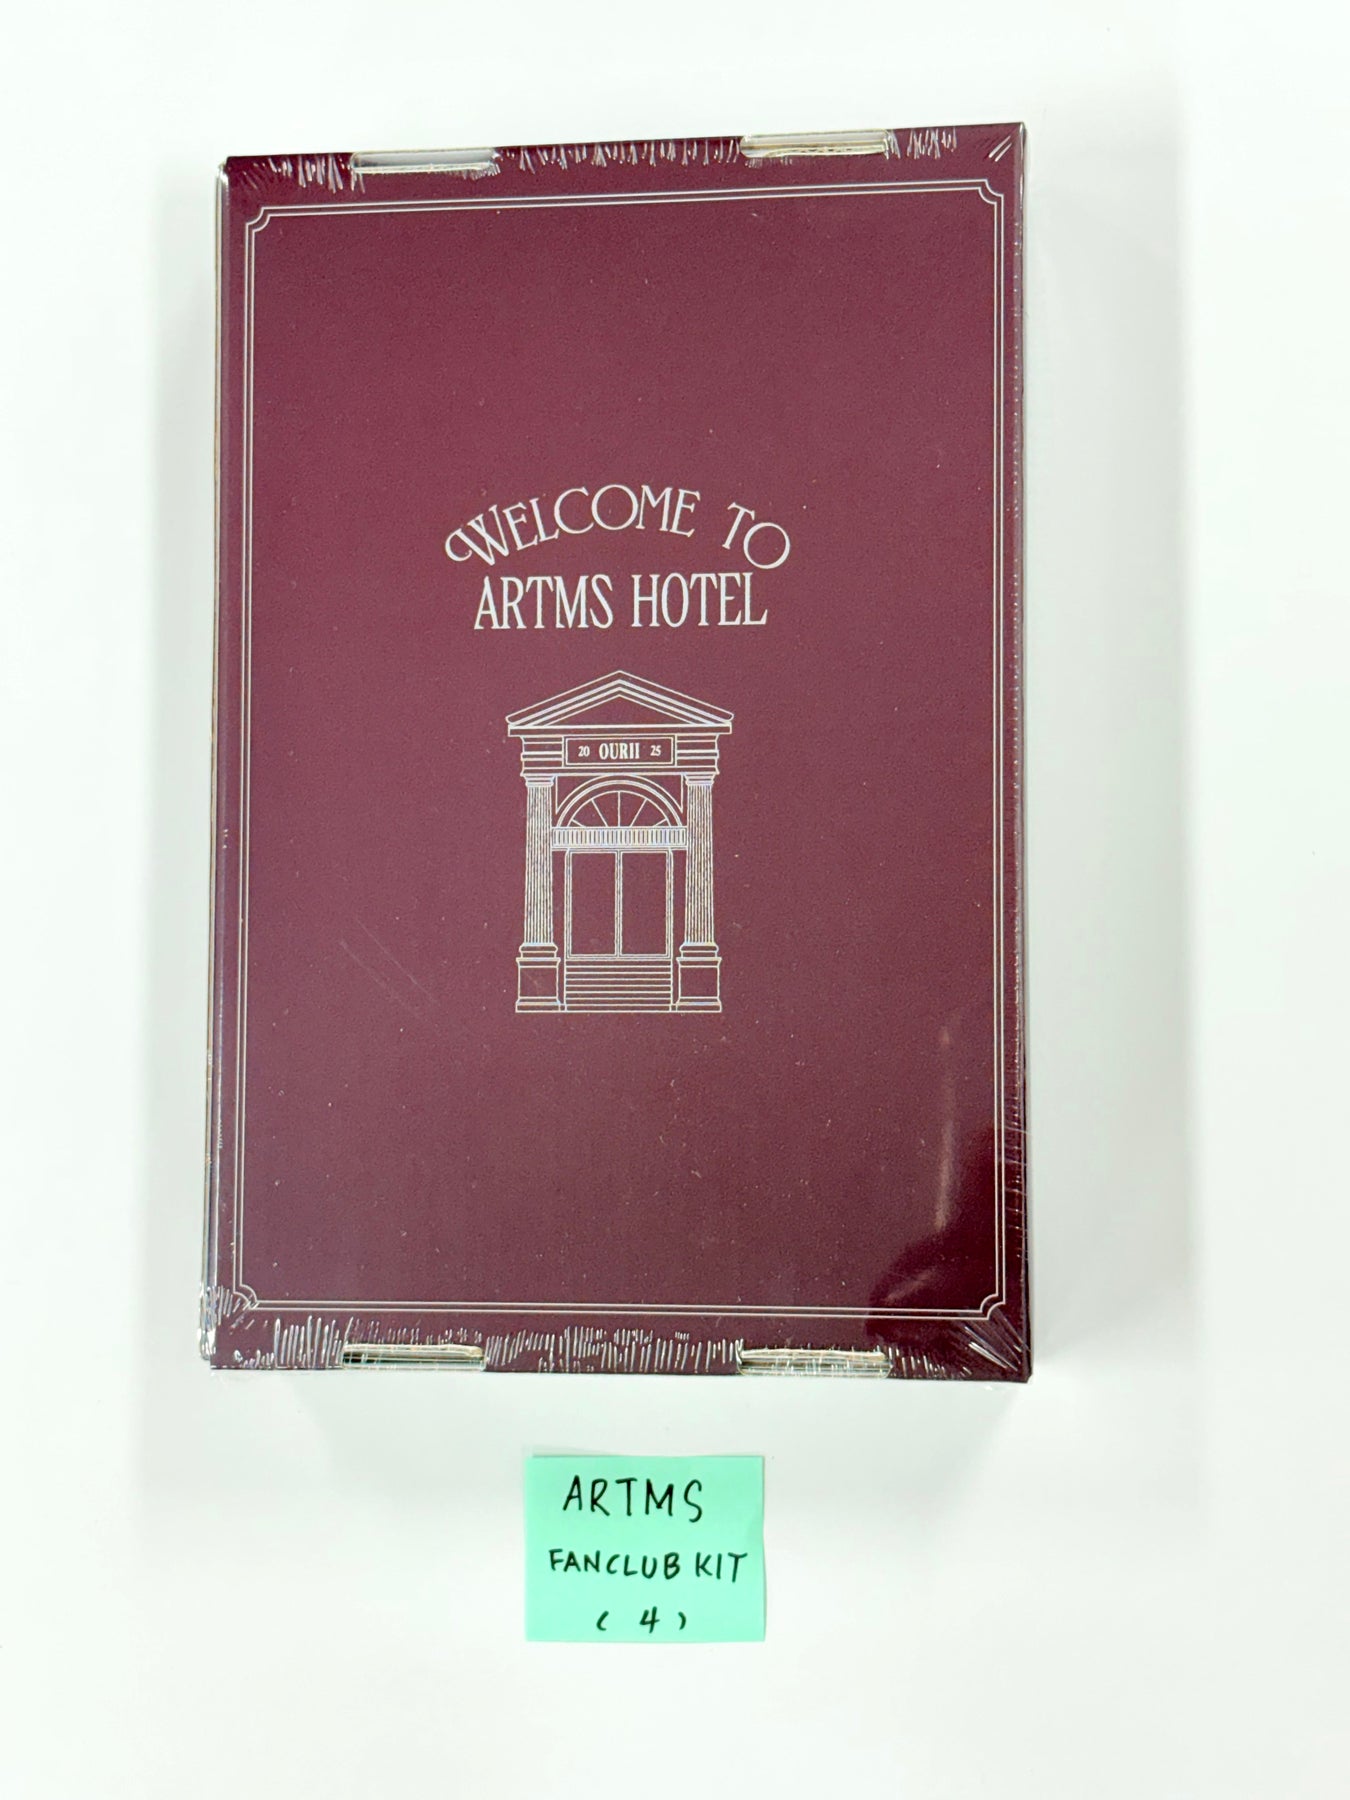 WELCOME TO
ARTMS HOTEL
20 OURII 25
ARTMS
FANCLUB KIT
( 4 )